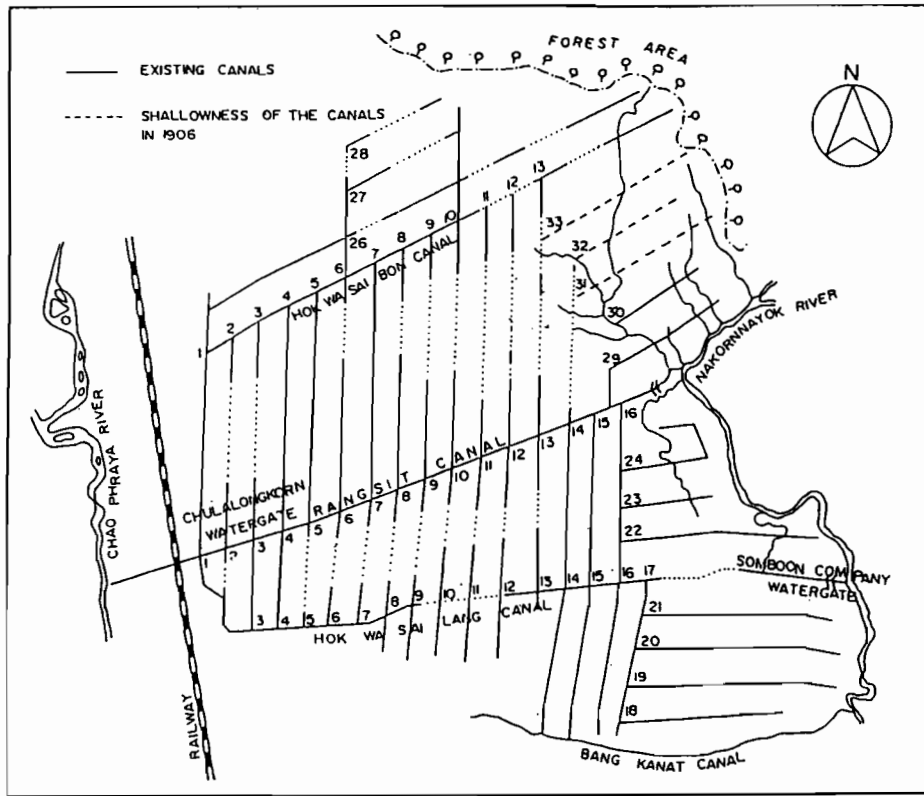 FOREST AREA
EXISTING CANALS
SHALLOWNESS OF THE CANALS
IN 1906
N
28
27
26
1 2 3 4 5 6 7 8 9 10 11 12 13
HOK WA SAI BON CANAL
33
32
31
30
29
NAKORNNAYOK RIVER
CHAO PHRAYA RIVER
RAILWAY
CHULALONGKORN
WATERGATE
RANGSIT CANAL
1 2 3 4 5 6 7 8 9 10 11 12 13 14 15 16
24
23
22
SOMBOON COMPANY
WATERGATE
3 4 5 6 7 8 9 10 11 12 13 14 15 16 17
HOK WA SAI LANG CANAL
21
20
19
18
BANG KANAT CANAL